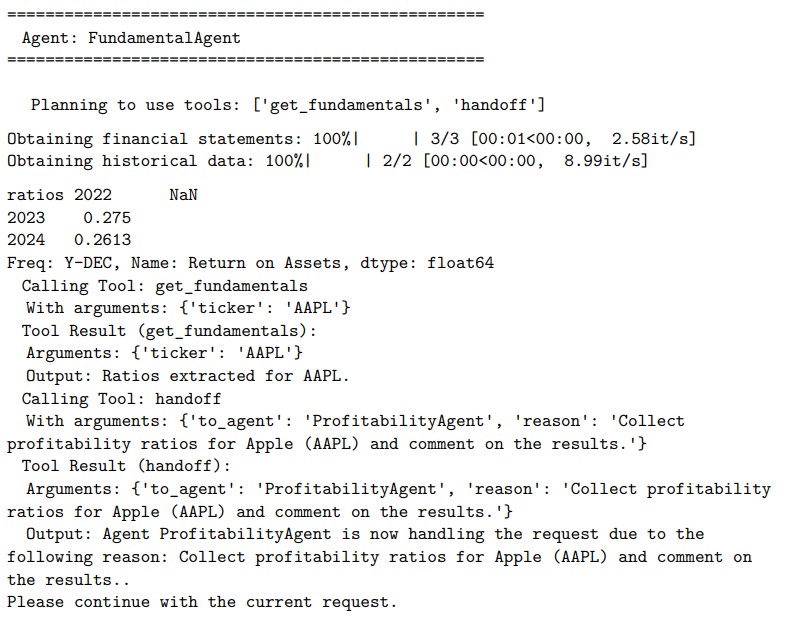 ==================================================
Agent: FundamentalAgent
==================================================
Planning to use tools: ['get_fundamentals', 'handoff']
Obtaining financial statements: 100%|      | 3/3 [00:01<00:00,  2.58it/s]
Obtaining historical data: 100%|      | 2/2 [00:00<00:00,  8.99it/s]
ratios 2022      NaN
2023    0.275
2024   0.2613
Freq: Y-DEC, Name: Return on Assets, dtype: float64
Calling Tool: get_fundamentals
With arguments: {'ticker': 'AAPL'}
Tool Result (get_fundamentals):
Arguments: {'ticker': 'AAPL'}
Output: Ratios extracted for AAPL.
Calling Tool: handoff
With arguments: {'to_agent': 'ProfitabilityAgent', 'reason': 'Collect
profitability ratios for Apple (AAPL) and comment on the results.'}
Tool Result (handoff):
Arguments: {'to_agent': 'ProfitabilityAgent', 'reason': 'Collect profitability
ratios for Apple (AAPL) and comment on the results.'}
Output: Agent ProfitabilityAgent is now handling the request due to the
following reason: Collect profitability ratios for Apple (AAPL) and comment on
the results..
Please continue with the current request.